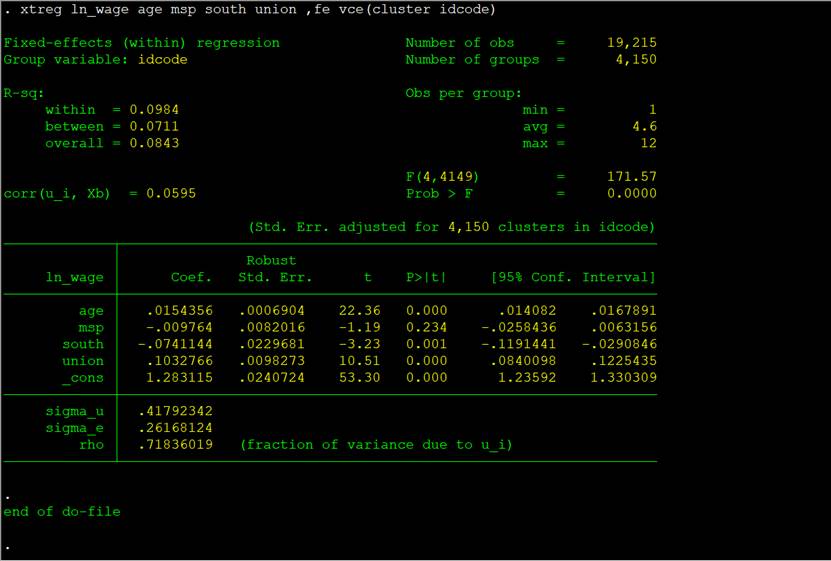 . xtreg ln_wage age msp south union ,fe vce(cluster idcode)
Fixed-effects (within) regression Number of obs = 19,215
Group variable: idcode Number of groups = 4,150
R-sq: Obs per group:
within = 0.0984 min = 1
between = 0.0711 avg = 4.6
overall = 0.0843 max = 12
F(4,4149) = 171.57
corr(u_i, Xb) = 0.0595 Prob > F = 0.0000
(Std. Err. adjusted for 4,150 clusters in idcode)
Robust
ln_wage Coef. Std. Err. t P>|t| [95% Conf. Interval]
age .0154356 .0006904 22.36 0.000 .014082 .0167891
msp -.009764 .0082016 -1.19 0.234 -.0258436 .0063156
south -.0741144 .0229681 -3.23 0.001 -.1191441 -.0290846
union .1032766 .0098273 10.51 0.000 .0840098 .1225435
_cons 1.283115 .0240724 53.30 0.000 1.23592 1.330309
sigma_u .41792342
sigma_e .26168124
rho .71836019 (fraction of variance due to u_i)
.
end of do-file
.